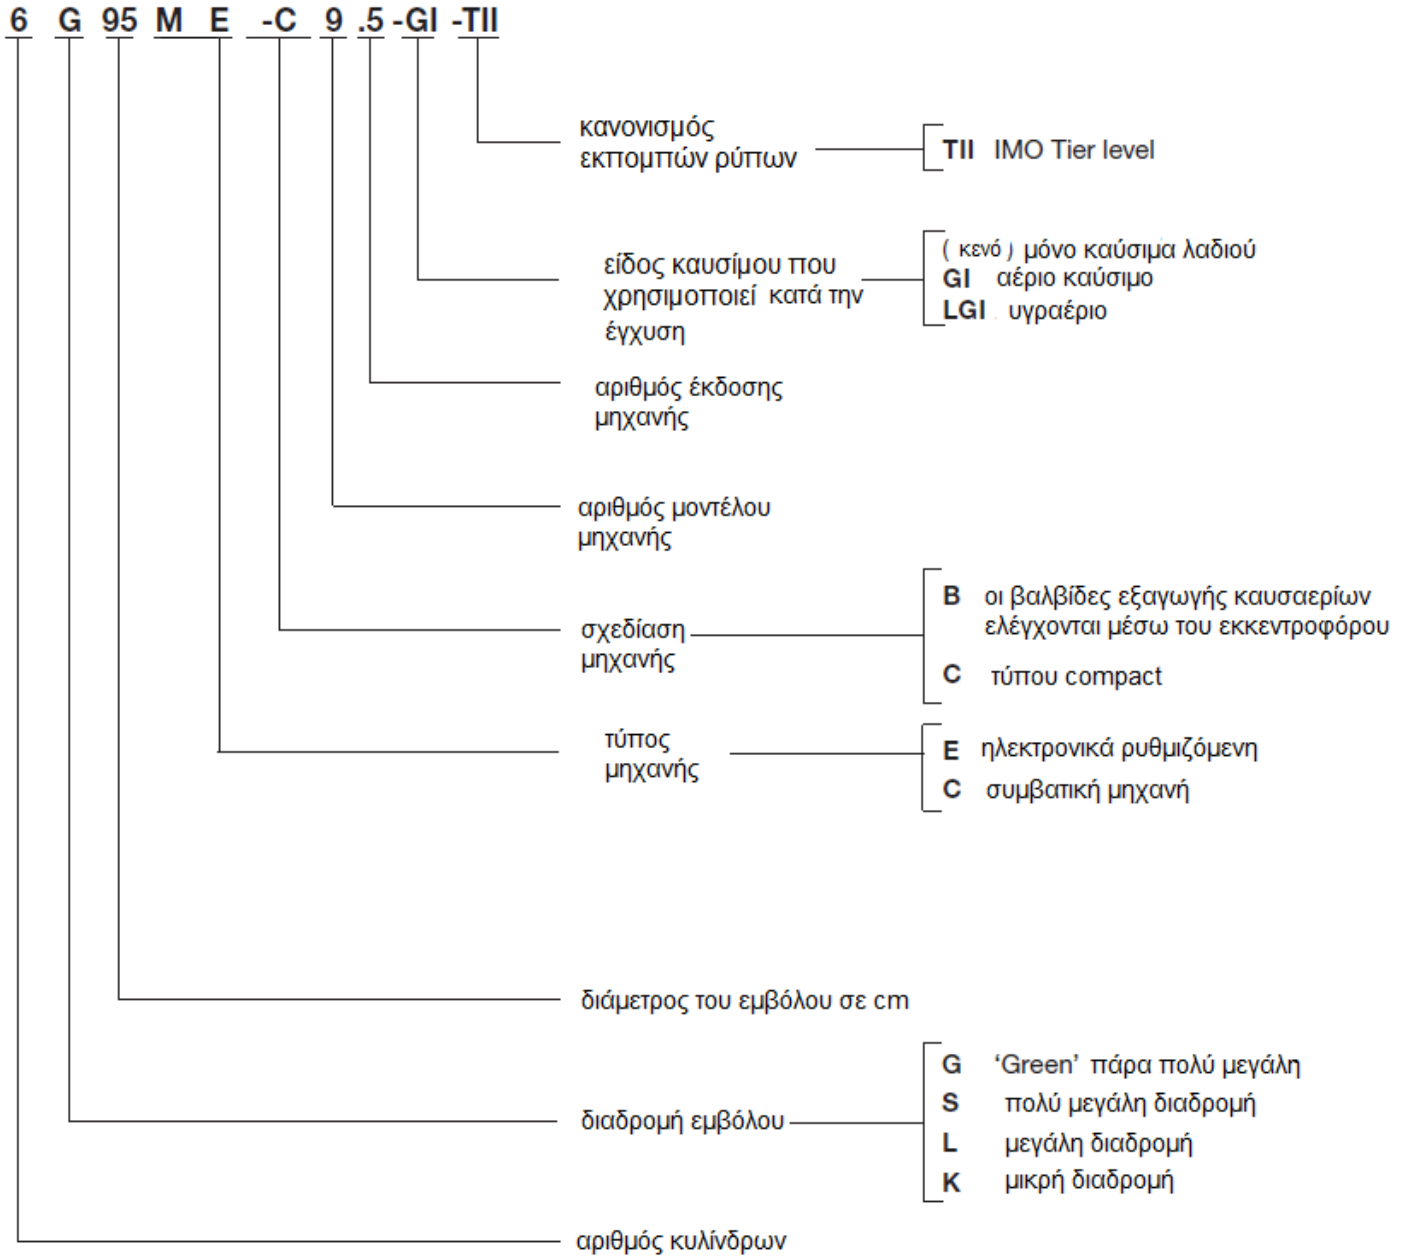 6 G 95 M E -C 9 .5 -GI -TII
κανονισμός
εκπομπών ρύπων
TII IMO Tier level
είδος καυσίμου που
χρησιμοποιεί κατά την
έγχυση
( κενό ) μόνο καύσιμα λαδιού
GI αέριο καύσιμο
LGI υγραέριο
αριθμός έκδοσης
μηχανής
αριθμός μοντέλου
μηχανής
σχεδίαση
μηχανής
B οι βαλβίδες εξαγωγής καυσαερίων
ελέγχονται μέσω του εκκεντροφόρου
C τύπου compact
τύπος
μηχανής
E ηλεκτρονικά ρυθμιζόμενη
C συμβατική μηχανή
διάμετρος του εμβόλου σε cm
διαδρομή εμβόλου
G ‘Green’ πάρα πολύ μεγάλη
S πολύ μεγάλη διαδρομή
L μεγάλη διαδρομή
K μικρή διαδρομή
αριθμός κυλίνδρων